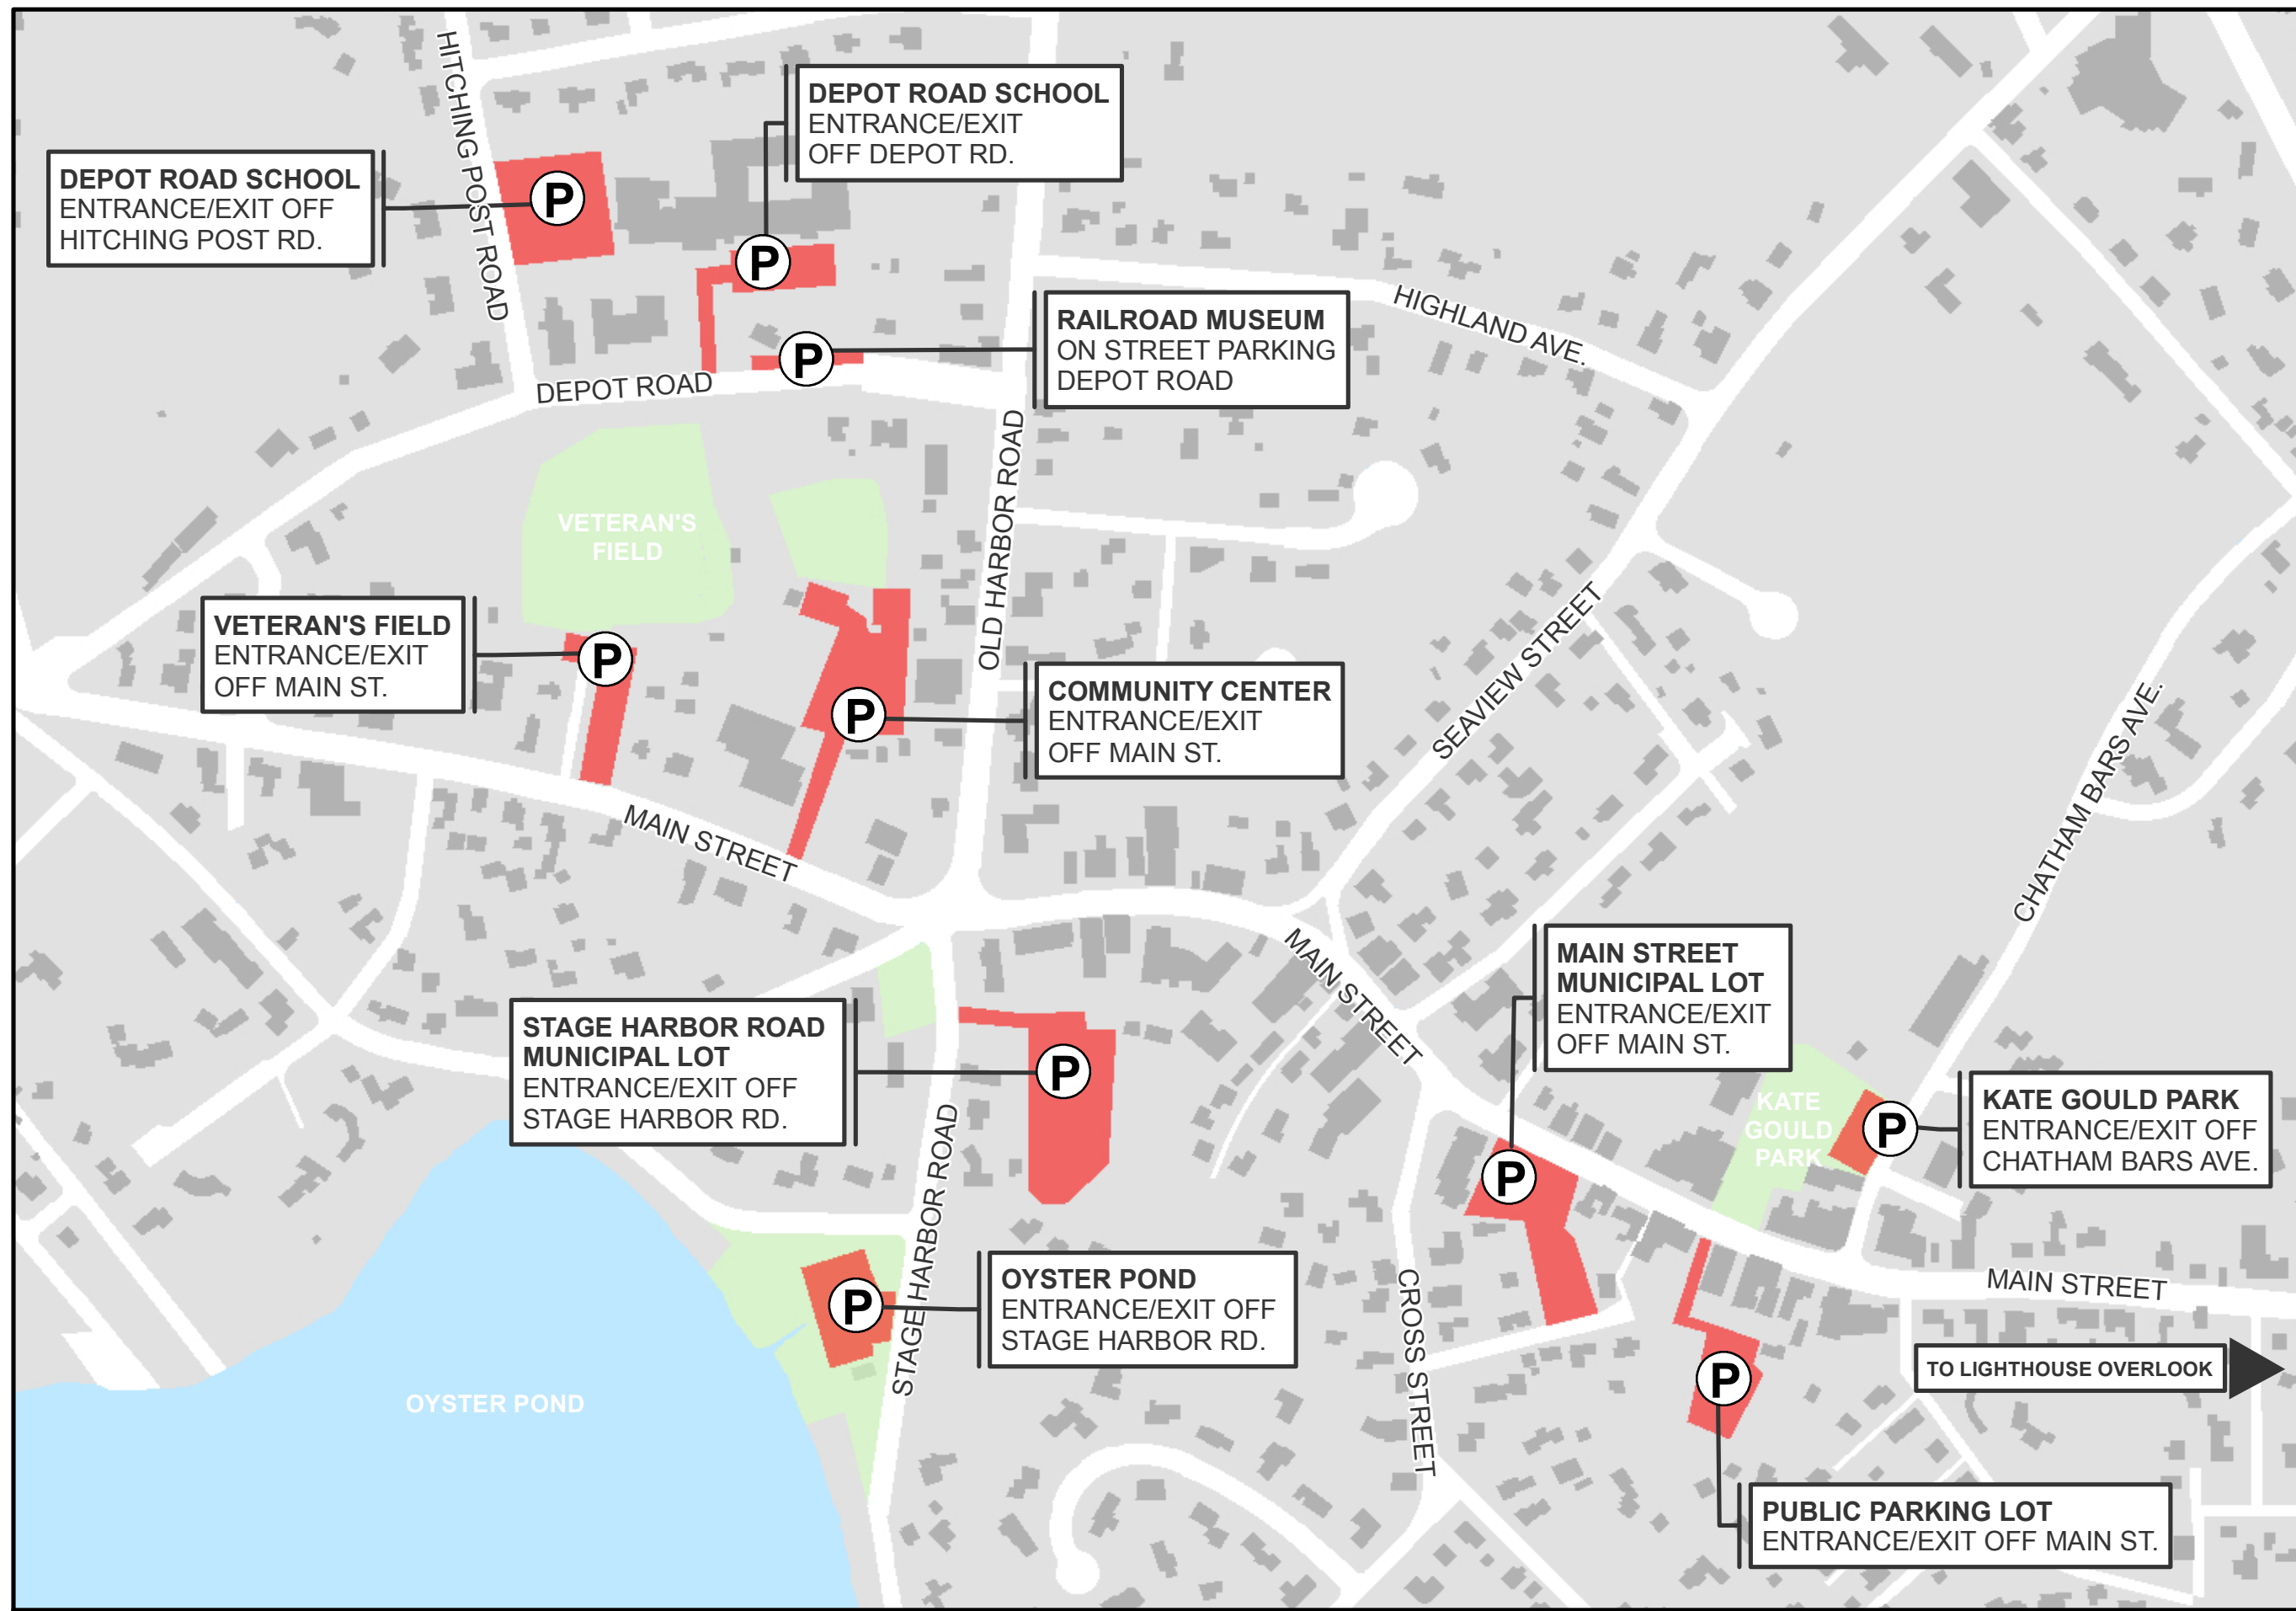 HITCHING POST ROAD
DEPOT ROAD SCHOOL
ENTRANCE/EXIT
OFF DEPOT RD.
DEPOT ROAD SCHOOL
ENTRANCE/EXIT OFF
HITCHING POST RD.
P
P
RAILROAD MUSEUM
ON STREET PARKING
DEPOT ROAD
P
HIGHLAND AVE.
DEPOT ROAD
OLD HARBOR ROAD
VETERAN'S
FIELD
VETERAN'S FIELD
ENTRANCE/EXIT
OFF MAIN ST.
P
COMMUNITY CENTER
ENTRANCE/EXIT
OFF MAIN ST.
P
SEAVIEW STREET
CHATHAM BARS AVE.
MAIN STREET
MAIN STREET
MAIN STREET
MUNICIPAL LOT
ENTRANCE/EXIT
OFF MAIN ST.
P
STAGE HARBOR ROAD
MUNICIPAL LOT
ENTRANCE/EXIT OFF
STAGE HARBOR RD.
P
KATE
GOULD
PARK
P
KATE GOULD PARK
ENTRANCE/EXIT OFF
CHATHAM BARS AVE.
STAGE HARBOR ROAD
OYSTER POND
ENTRANCE/EXIT OFF
STAGE HARBOR RD.
P
CROSS STREET
MAIN STREET
TO LIGHTHOUSE OVERLOOK
P
OYSTER POND
PUBLIC PARKING LOT
ENTRANCE/EXIT OFF MAIN ST.